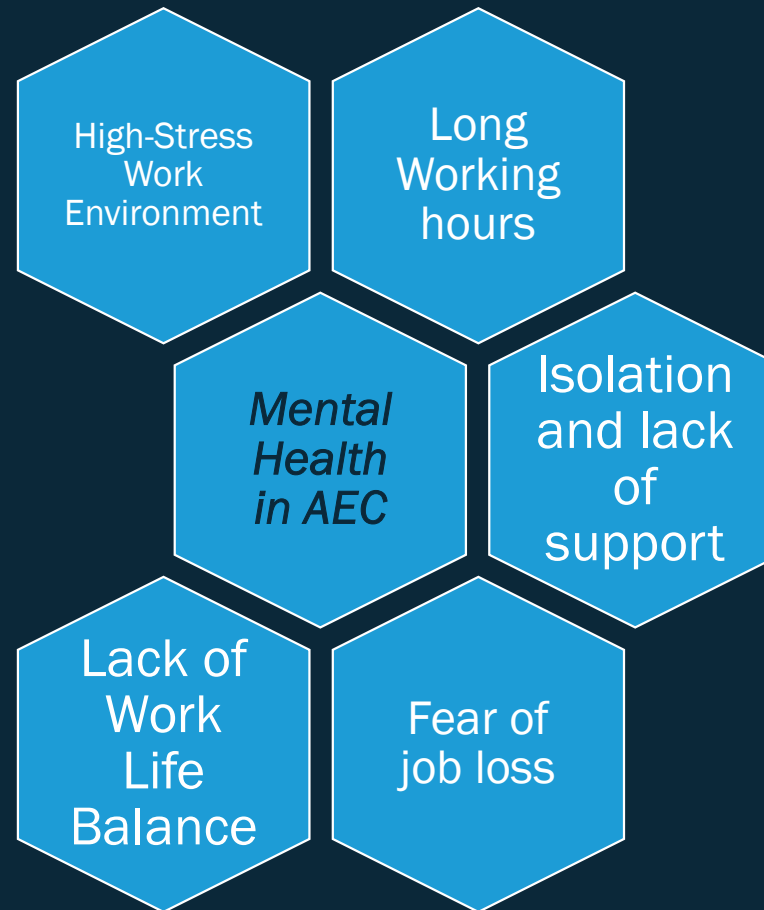 High-Stress
Work
Environment
Long
Working
hours
Mental
Health
in AEC
Isolation
and lack
of
support
Lack of
Work
Life
Balance
Fear of
job loss